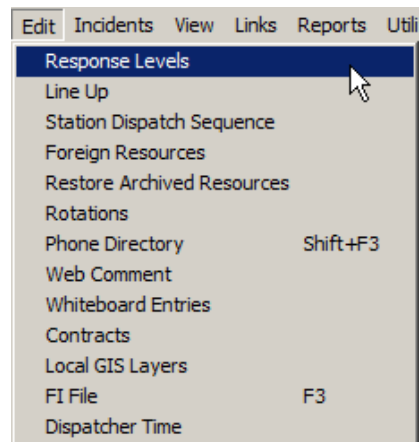 Edit Incidents View Links Reports Utili
Response Levels
Line Up
Station Dispatch Sequence
Foreign Resources
Restore Archived Resources
Rotations
Phone Directory Shift+F3
Web Comment
Whiteboard Entries
Contracts
Local GIS Layers
FI File F3
Dispatcher Time